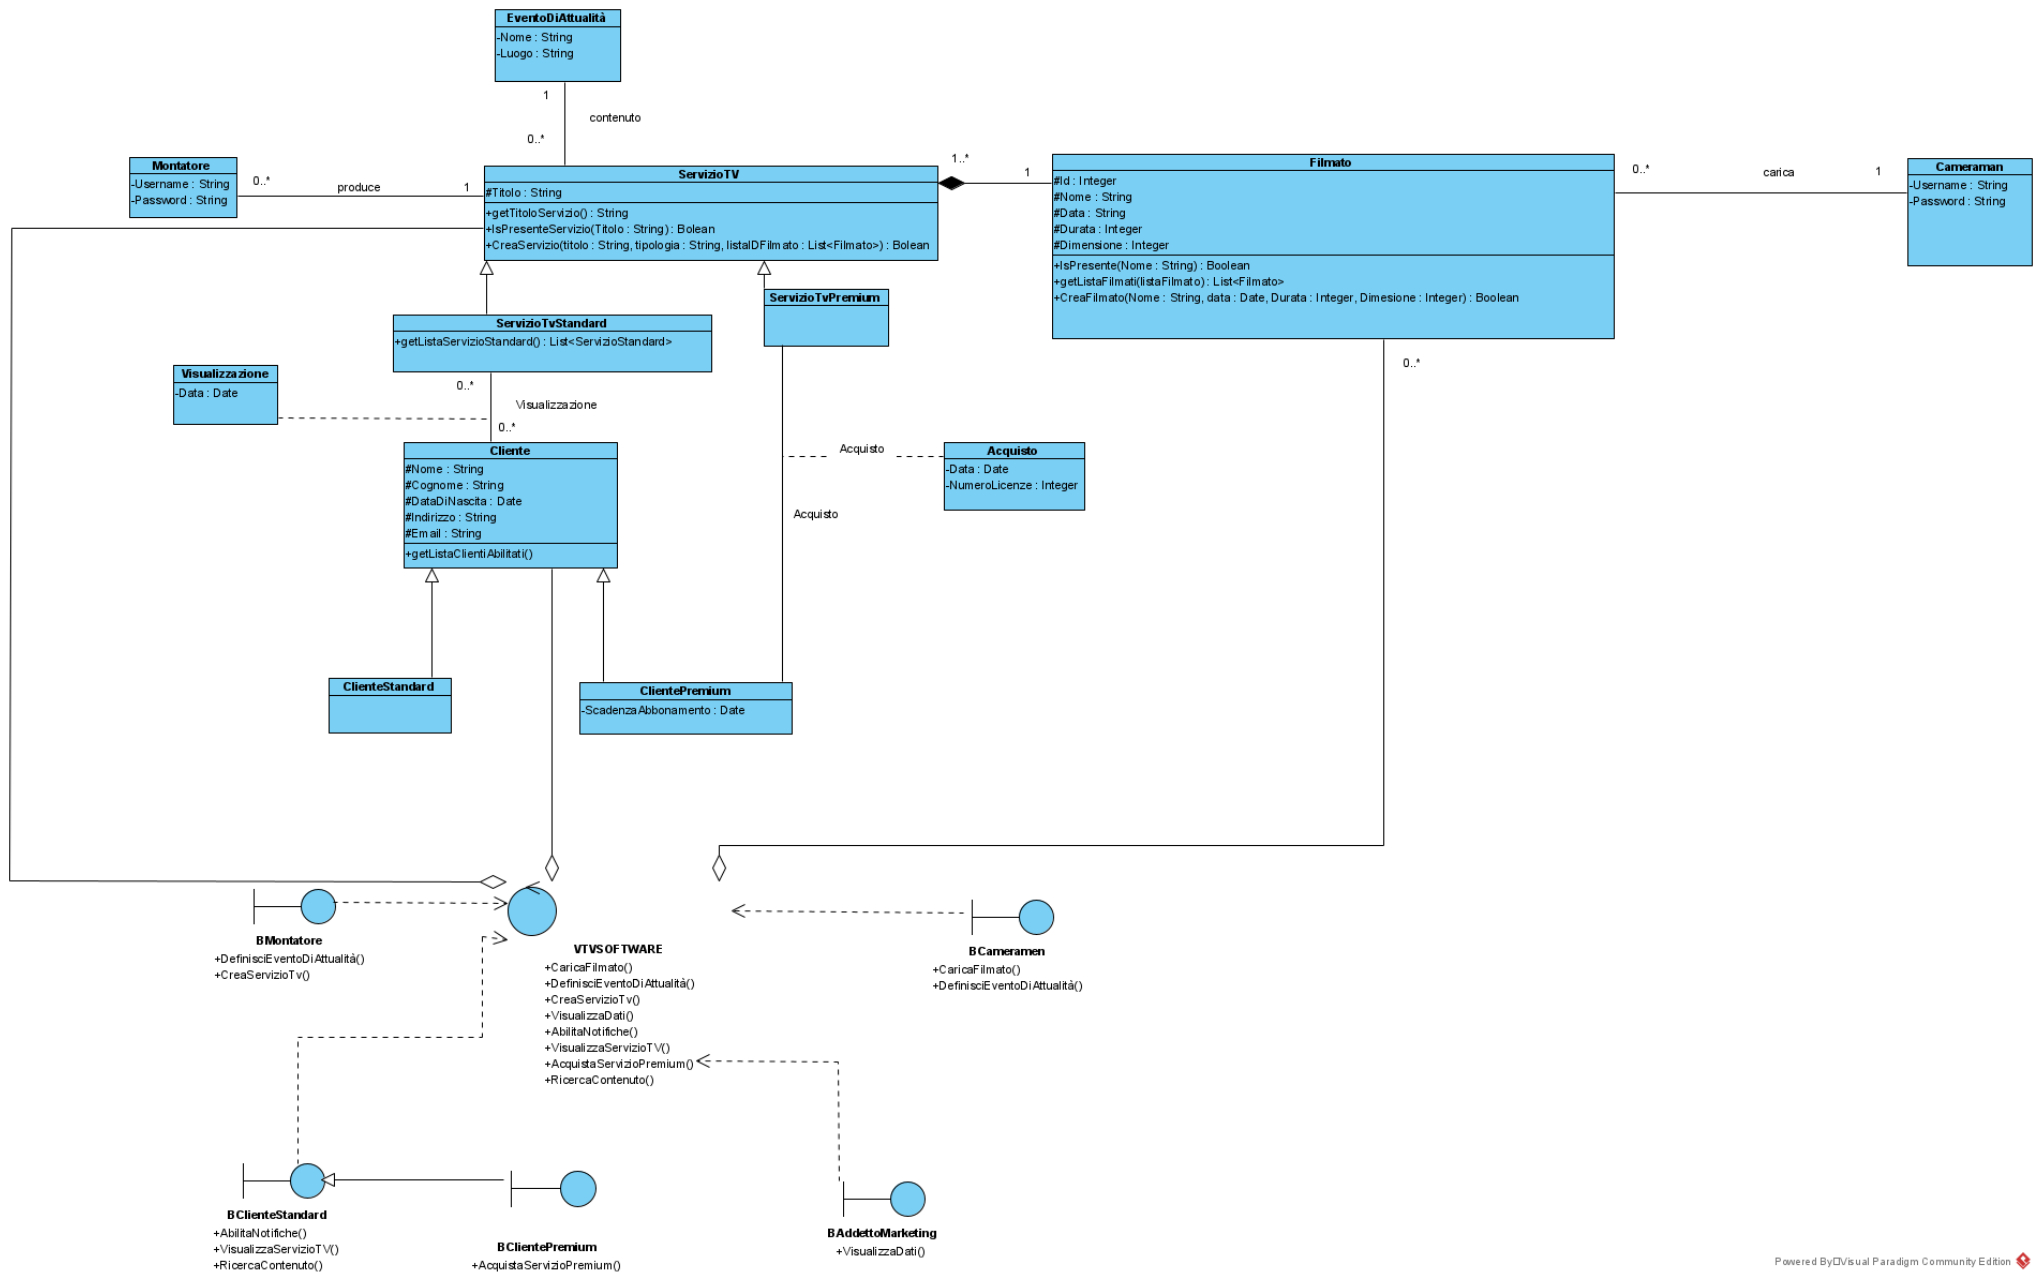 EventoDiAttualità
-Nome : String
-Luogo : String
1
contenuto
0..*
Montatore
-Username : String
-Password : String
0..*
produce
1
ServizioTV
#Titolo : String
+getTitoloServizio() : String
+IsPresenteServizio(Titolo : String) : Bolean
+CreaServizio(titolo : String, tipologia : String, listaIDFilmato : List<Filmato>) : Bolean
1..*
1
Filmato
#Id : Integer
#Nome : String
#Data : String
#Durata : Integer
#Dimensione : Integer
+IsPresente(Nome : String) : Boolean
+getListaFilmati(listaFilmato) : List<Filmato>
+CreaFilmato(Nome : String, data : Date, Durata : Integer, Dimesione : Integer) : Boolean
0..*
carica
1
Cameraman
-Username : String
-Password : String
ServizioTvPremium
ServizioTvStandard
+getListaServizioStandard() : List<ServizioStandard>
0..*
Visualizzazione
-Data : Date
0..*
Visualizzazione
0..*
Cliente
#Nome : String
#Cognome : String
#DataDiNascita : Date
#Indirizzo : String
#Email : String
+getListaClientiAbilitati()
Acquisto
Acquisto
-Data : Date
-NumeroLicenze : Integer
Acquisto
ClienteStandard
ClientePremium
-ScadenzaAbbonamento : Date
BMontatore
+DefinisciEventoDiAttualità()
+CreaServizioTv()
VTVSOFTWARE
+CaricaFilmato()
+DefinisciEventoDiAttualità()
+CreaServizioTv()
+VisualizzaDati()
+AbilitaNotifiche()
+VisualizzaServizioTV()
+AcquistaServizioPremium()
+RicercaContenuto()
BCameramen
+CaricaFilmato()
+DefinisciEventoDiAttualità()
BClienteStandard
+AbilitaNotifiche()
+VisualizzaServizioTV()
+RicercaContenuto()
BClientePremium
+AcquistaServizioPremium()
BAddettoMarketing
+VisualizzaDati()
Powered By□Visual Paradigm Community Edition